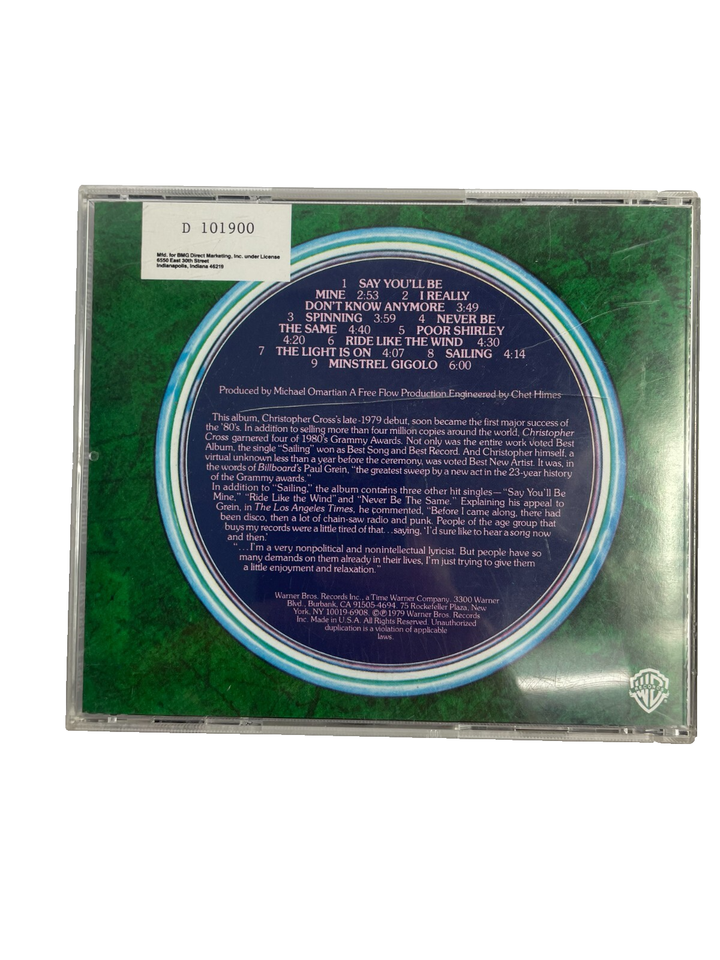 D 101900
Mfd. for BMG Direct Marketing, Inc. under License
6550 East 30th Street
Indianapolis, Indiana 46219
1 SAY YOU'LL BE
MINE 2:53 2 I REALLY
DON'T KNOW ANYMORE 3:49
3 SPINNING 3:59 4 NEVER BE
THE SAME 4:40 5 POOR SHIRLEY
4:20 6 RIDE LIKE THE WIND 4:30
7 THE LIGHT IS ON 4:07 8 SAILING 4:14
9 MINSTREL GIGOLO 6:00
Produced by Michael Omartian A Free Flow Production Engineered by Chet Himes
This album, Christopher Cross's late-1979 debut, soon became the first major success of
the '80's. In addition to selling more than four million copies around the world, Christopher
Cross garnered four of 1980's Grammy Awards. Not only was the entire work voted Best
Album, the single "Sailing" won as Best Song and Best Record. And Christopher himself, a
virtual unknown less than a year before the ceremony, was voted Best New Artist. It was, in
the words of Billboard's Paul Grein, "the greatest sweep by a new act in the 23-year history
of the Grammy awards."
In addition to "Sailing," the album contains three other hit singles—"Say You'll Be
Mine," "Ride Like the Wind" and "Never Be The Same." Explaining his appeal to
Grein, in The Los Angeles Times, he commented, "Before I came along, there had
been disco, then a lot of chain-saw radio and punk. People of the age group that
buys my records were a little tired of that...saying, 'I'd sure like to hear a song now
and then.'
"...I'm a very nonpolitical and nonintellectual lyricist. But people have so
many demands on them already in their lives, I'm just trying to give them
a little enjoyment and relaxation."
Warner Bros. Records Inc., a Time Warner Company. 3300 Warner
Blvd., Burbank, CA 91505-4694. 75 Rockefeller Plaza, New
York, NY 10019-6908. ©℗1979 Warner Bros. Records
Inc. Made in U.S.A. All Rights Reserved. Unauthorized
duplication is a violation of applicable
laws.
RECORDS
WB